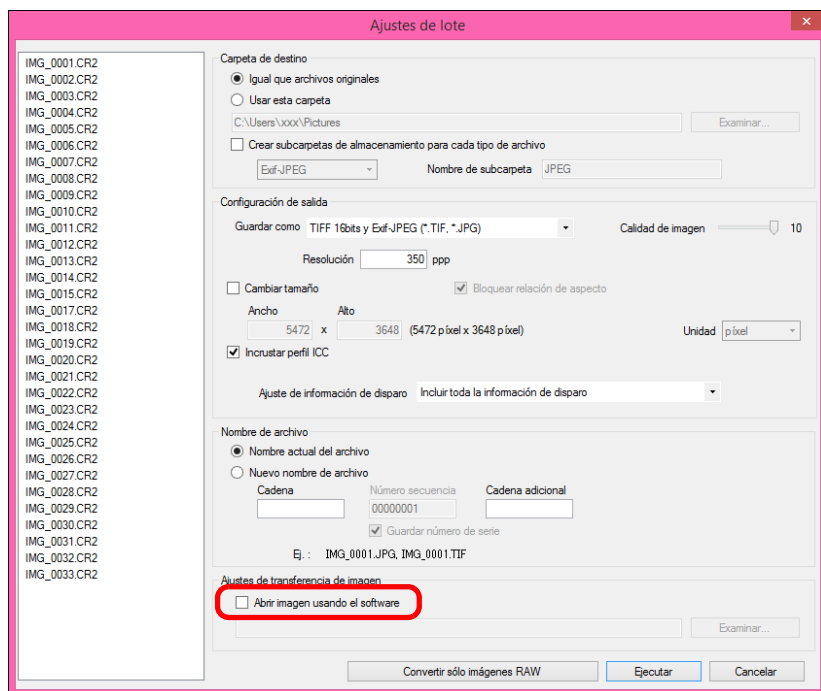 Ajustes de lote
IMG_0001.CR2
IMG_0002.CR2
IMG_0003.CR2
IMG_0004.CR2
IMG_0005.CR2
IMG_0006.CR2
IMG_0007.CR2
IMG_0008.CR2
IMG_0009.CR2
IMG_0010.CR2
IMG_0011.CR2
IMG_0012.CR2
IMG_0013.CR2
IMG_0014.CR2
IMG_0015.CR2
IMG_0017.CR2
IMG_0018.CR2
IMG_0019.CR2
IMG_0020.CR2
IMG_0021.CR2
IMG_0022.CR2
IMG_0023.CR2
IMG_0024.CR2
IMG_0025.CR2
IMG_0026.CR2
IMG_0027.CR2
IMG_0028.CR2
IMG_0029.CR2
IMG_0030.CR2
IMG_0031.CR2
IMG_0032.CR2
IMG_0033.CR2
Carpeta de destino
Igual que archivos originales
Usar esta carpeta
C:\Users\xxx\Pictures Examinar...
Crear subcarpetas de almacenamiento para cada tipo de archivo
Exif-JPEG Nombre de subcarpeta JPEG
Configuración de salida
Guardar como TIFF 16bits y Exif-JPEG (*.TIF, *.JPG) Calidad de imagen 10
Resolución 350 ppp
Cambiar tamaño Bloquear relación de aspecto
Ancho Alto
5472 x 3648 (5472 píxel x 3648 píxel) Unidad píxel
Incrustar perfil ICC
Ajuste de información de disparo Incluir toda la información de disparo
Nombre de archivo
Nombre actual del archivo
Nuevo nombre de archivo
Cadena Número secuencia Cadena adicional
00000001
Guardar número de serie
Ej. : IMG_0001.JPG, IMG_0001.TIF
Ajustes de transferencia de imagen
Abrir imagen usando el software
Examinar...
Convertir sólo imágenes RAW Ejecutar Cancelar